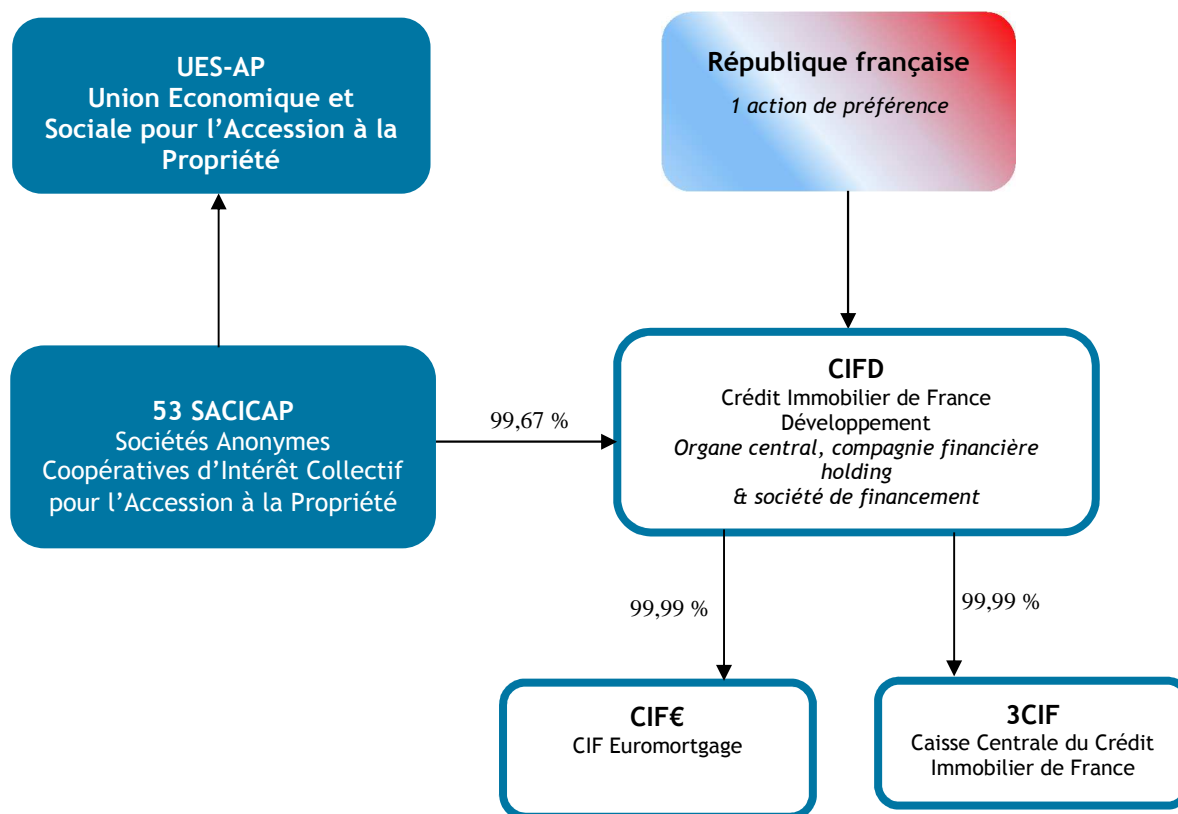 UES-AP
Union Economique et
Sociale pour l’Accession à la
Propriété
République française
1 action de préférence
53 SACICAP
Sociétés Anonymes
Coopératives d’Intérêt Collectif
pour l’Accession à la Propriété
99,67 %
CIFD
Crédit Immobilier de France
Développement
Organe central, compagnie financière
holding
& société de financement
99,99 %
99,99 %
CIF€
CIF Euromortgage
3CIF
Caisse Centrale du Crédit
Immobilier de France